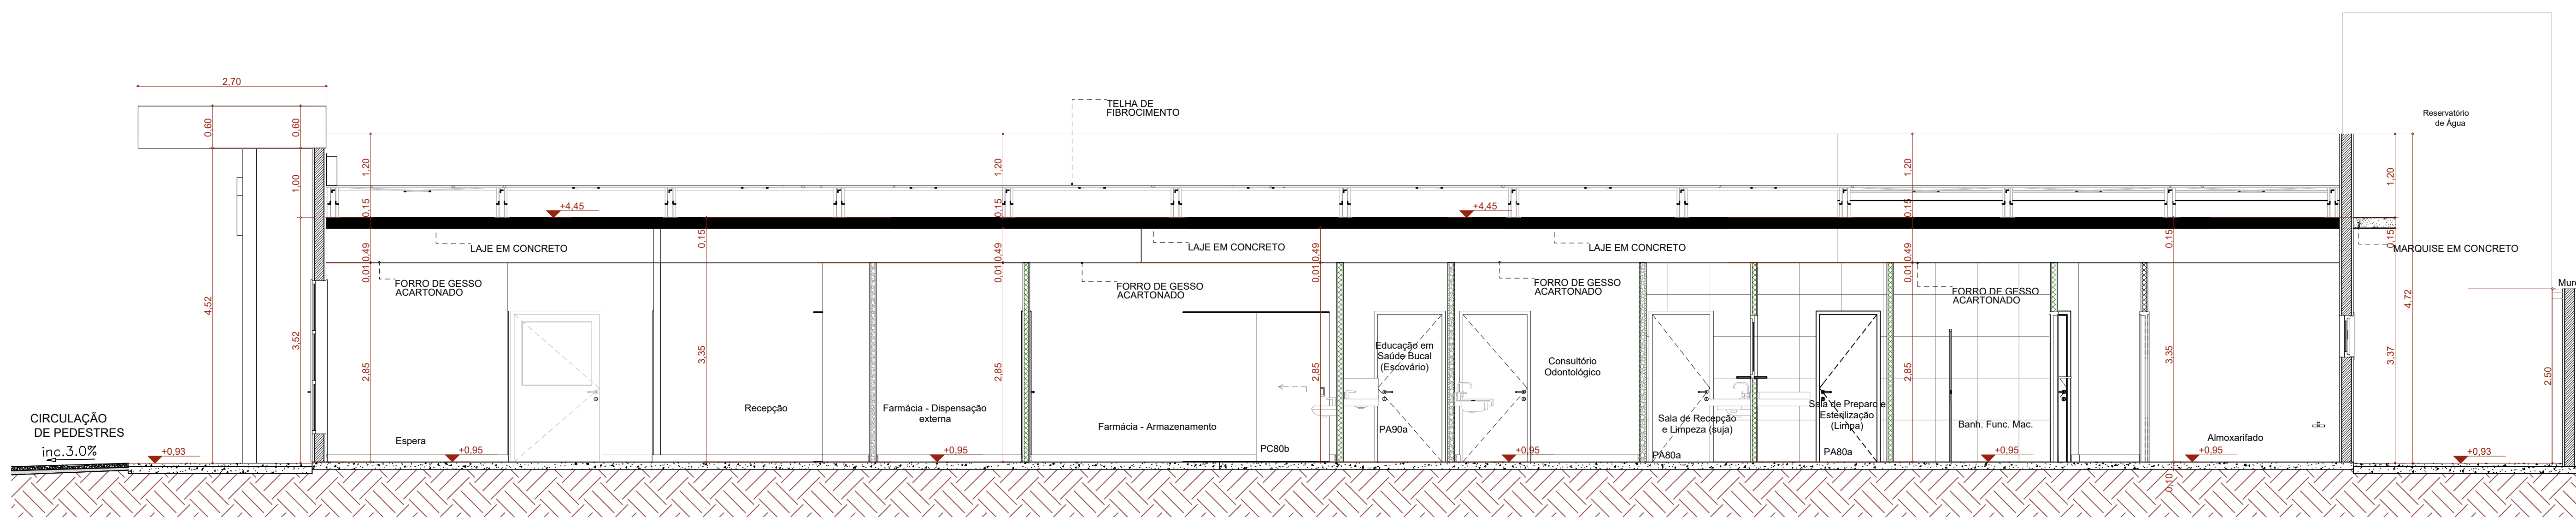 2,70
TELHA DE
FIBROCIMENTO
Reservatório
de Água
0,60
0,60
1,20
1,20
1,20
1,20
1,00
0,15
0,15
0,15
+4,45
+4,45
LAJE EM CONCRETO
0,15
LAJE EM CONCRETO
LAJE EM CONCRETO
0,15
0,15
MARQUISE EM CONCRETO
0,49
0,49
0,49
0,49
0,01
0,01
0,01
0,01
FORRO DE GESSO
ACARTONADO
FORRO DE GESSO
ACARTONADO
FORRO DE GESSO
ACARTONADO
FORRO DE GESSO
ACARTONADO
4,52
3,52
2,85
3,35
2,85
2,85
2,85
3,35
3,37
4,72
2,50
Educação em
Saúde Bucal
(Escovário)
Consultório
Odontológico
CIRCULAÇÃO
DE PEDESTRES
inc.3.0%
+0,93
Espera
+0,95
Recepção
Farmácia - Dispensação
externa
+0,95
Farmácia - Armazenamento
PC80b
PA90a
+0,95
Sala de Recepção
e Limpeza (suja)
PA80a
Sala de Preparo e
Esterilização
(Limpa)
PA80a
Banh. Func. Mac.
+0,95
Almoxarifado
+0,95
+0,93
0,10